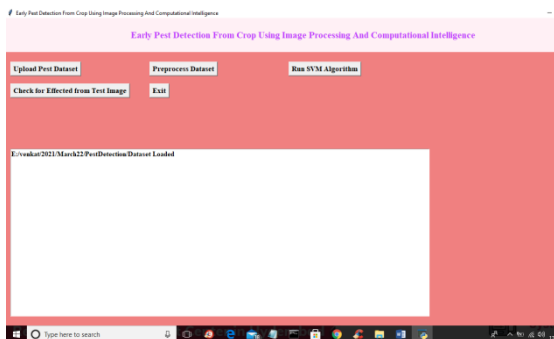 Early Pest Detection From Crop Using Image Processing And Computational Intelligence
Early Pest Detection From Crop Using Image Processing And Computational Intelligence
Upload Pest Dataset Preprocess Dataset Run SVM Algorithm
Check for Effected from Test Image Exit
E:/venkat/2021/March22/PestDetection/Dataset Loaded
Type here to search